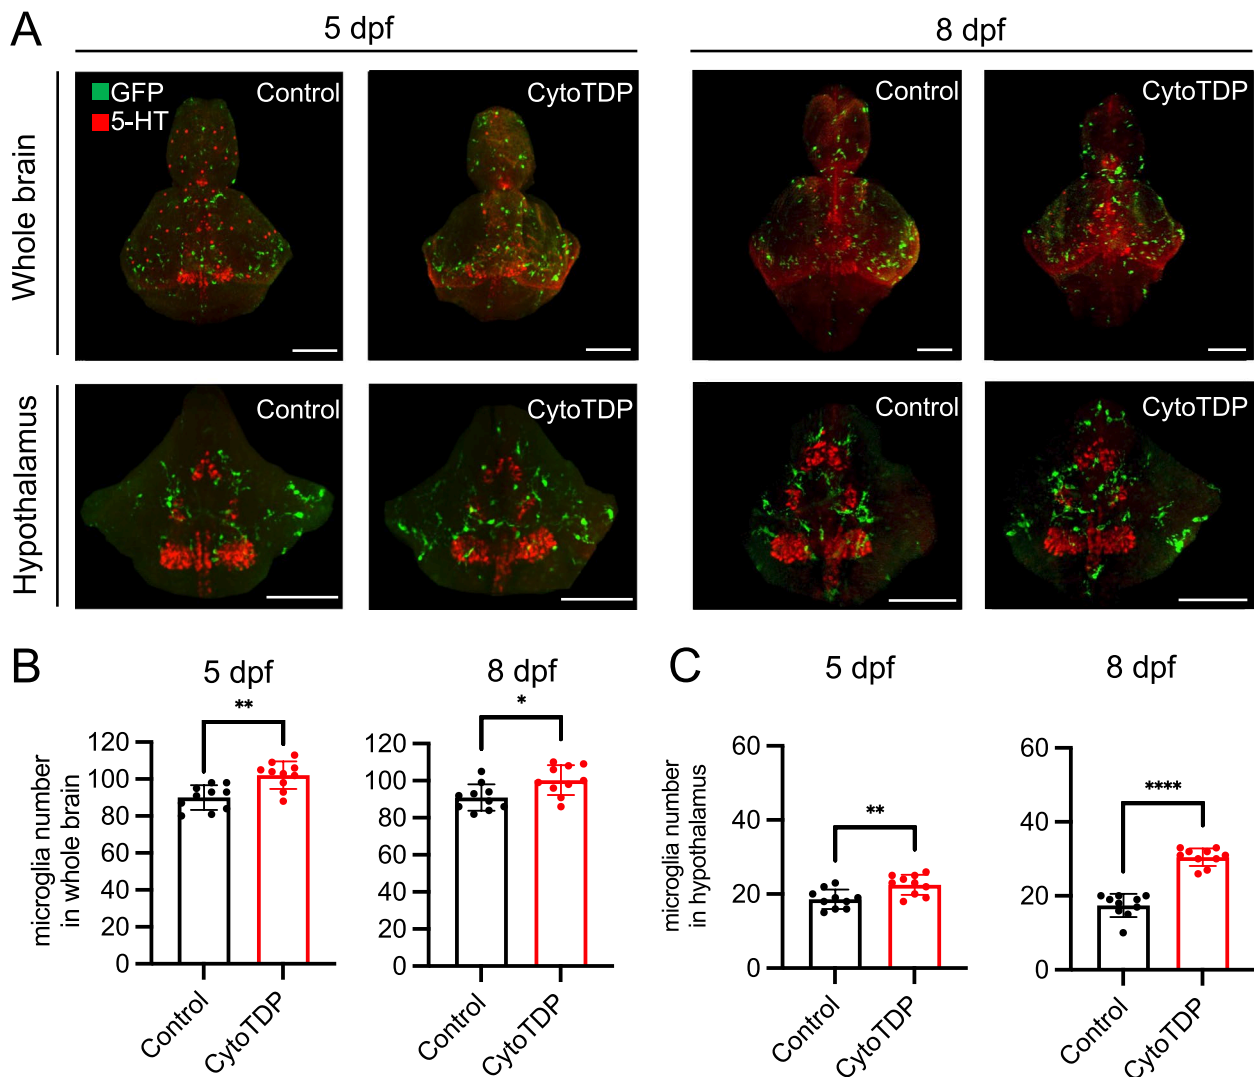 A
5 dpf
8 dpf
Whole brain
GFP
5-HT
Control
CytoTDP
Control
CytoTDP
Hypothalamus
Control
CytoTDP
Control
CytoTDP
B
5 dpf
8 dpf
microglia number
in whole brain
**
120
100
80
60
40
20
0
Control
CytoTDP
*
120
100
80
60
40
20
0
Control
CytoTDP
C
5 dpf
8 dpf
microglia number
in hypothalamus
**
60
40
20
0
Control
CytoTDP
****
60
40
20
0
Control
CytoTDP